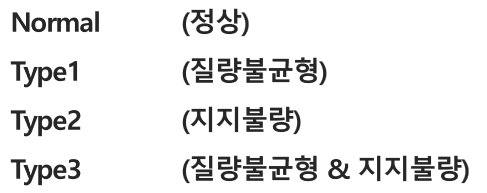 Normal (정상)
Type1 (질량불균형)
Type2 (지지불량)
Type3 (질량불균형 & 지지불량)